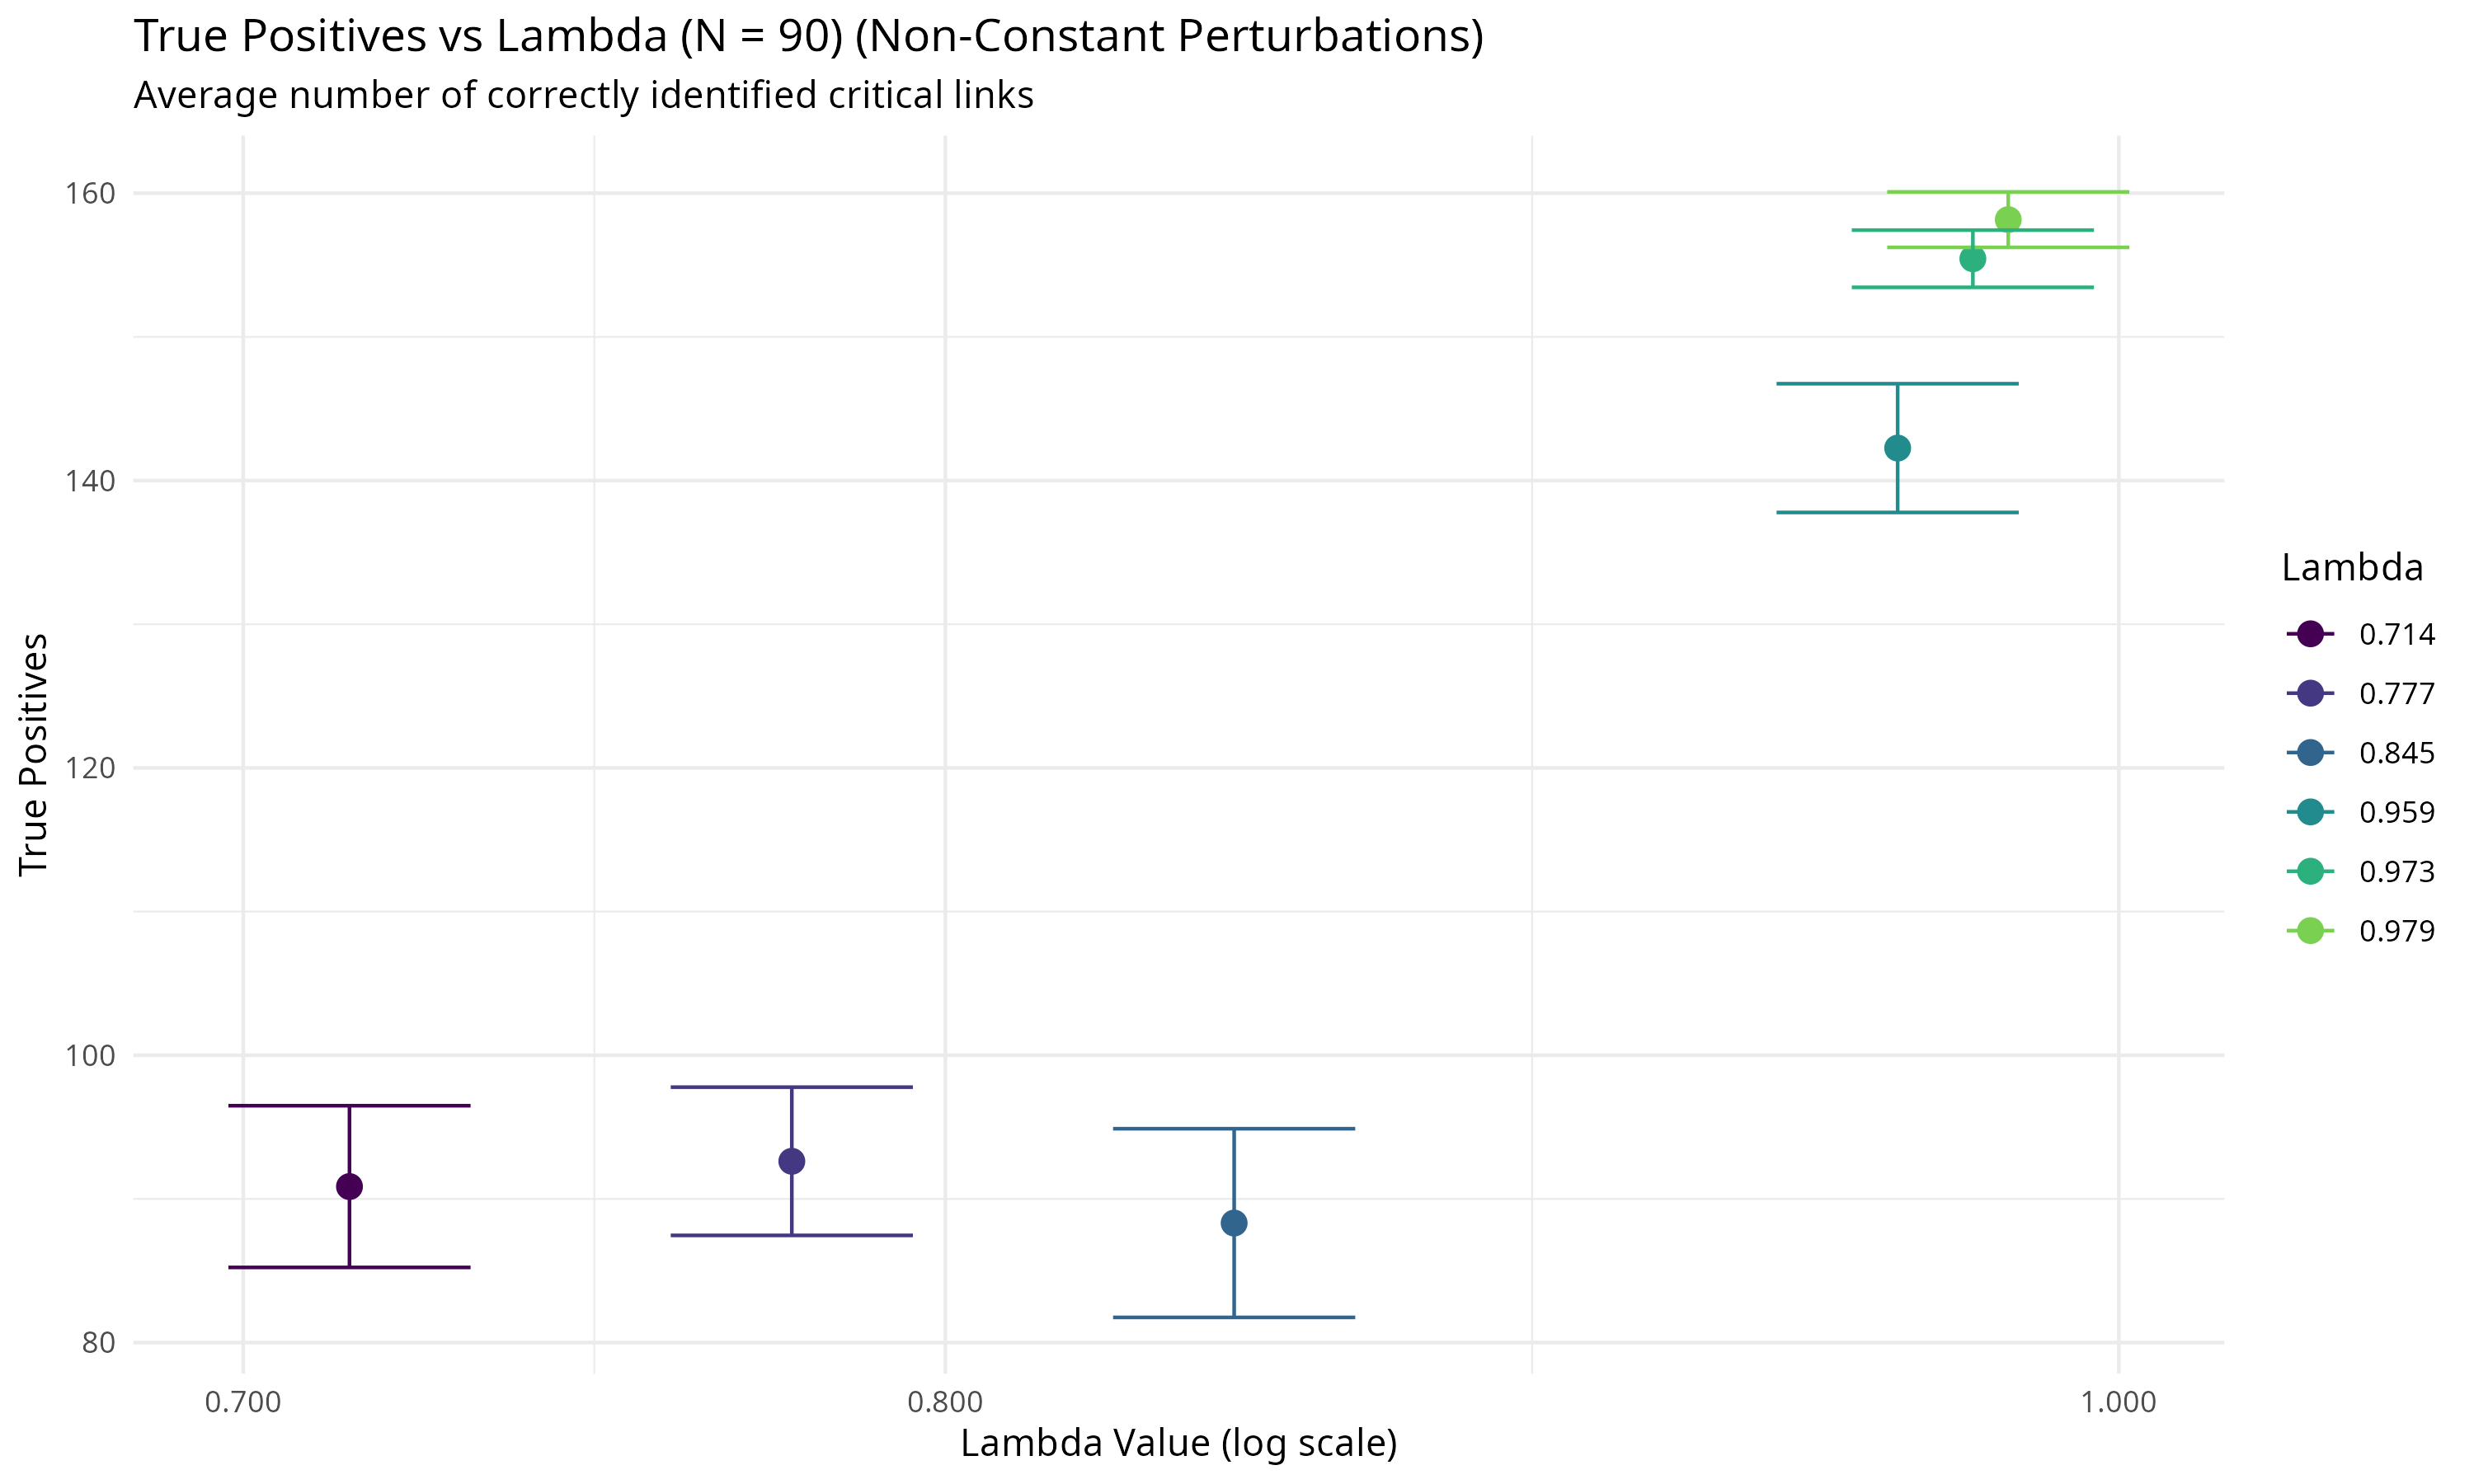 True Positives vs Lambda (N = 90) (Non-Constant Perturbations)
Average number of correctly identified critical links
160
140
120
100
80
True Positives
0.700
0.800
1.000
Lambda Value (log scale)
Lambda
0.714
0.777
0.845
0.959
0.973
0.979